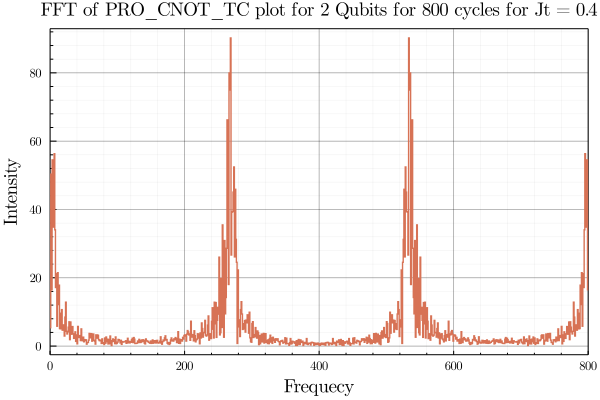 FFT of PRO_CNOT_TC plot for 2 Qubits for 800 cycles for Jt = 0.4
Intensity
80
60
40
20
0
0 200 400 600 800
Frequecy